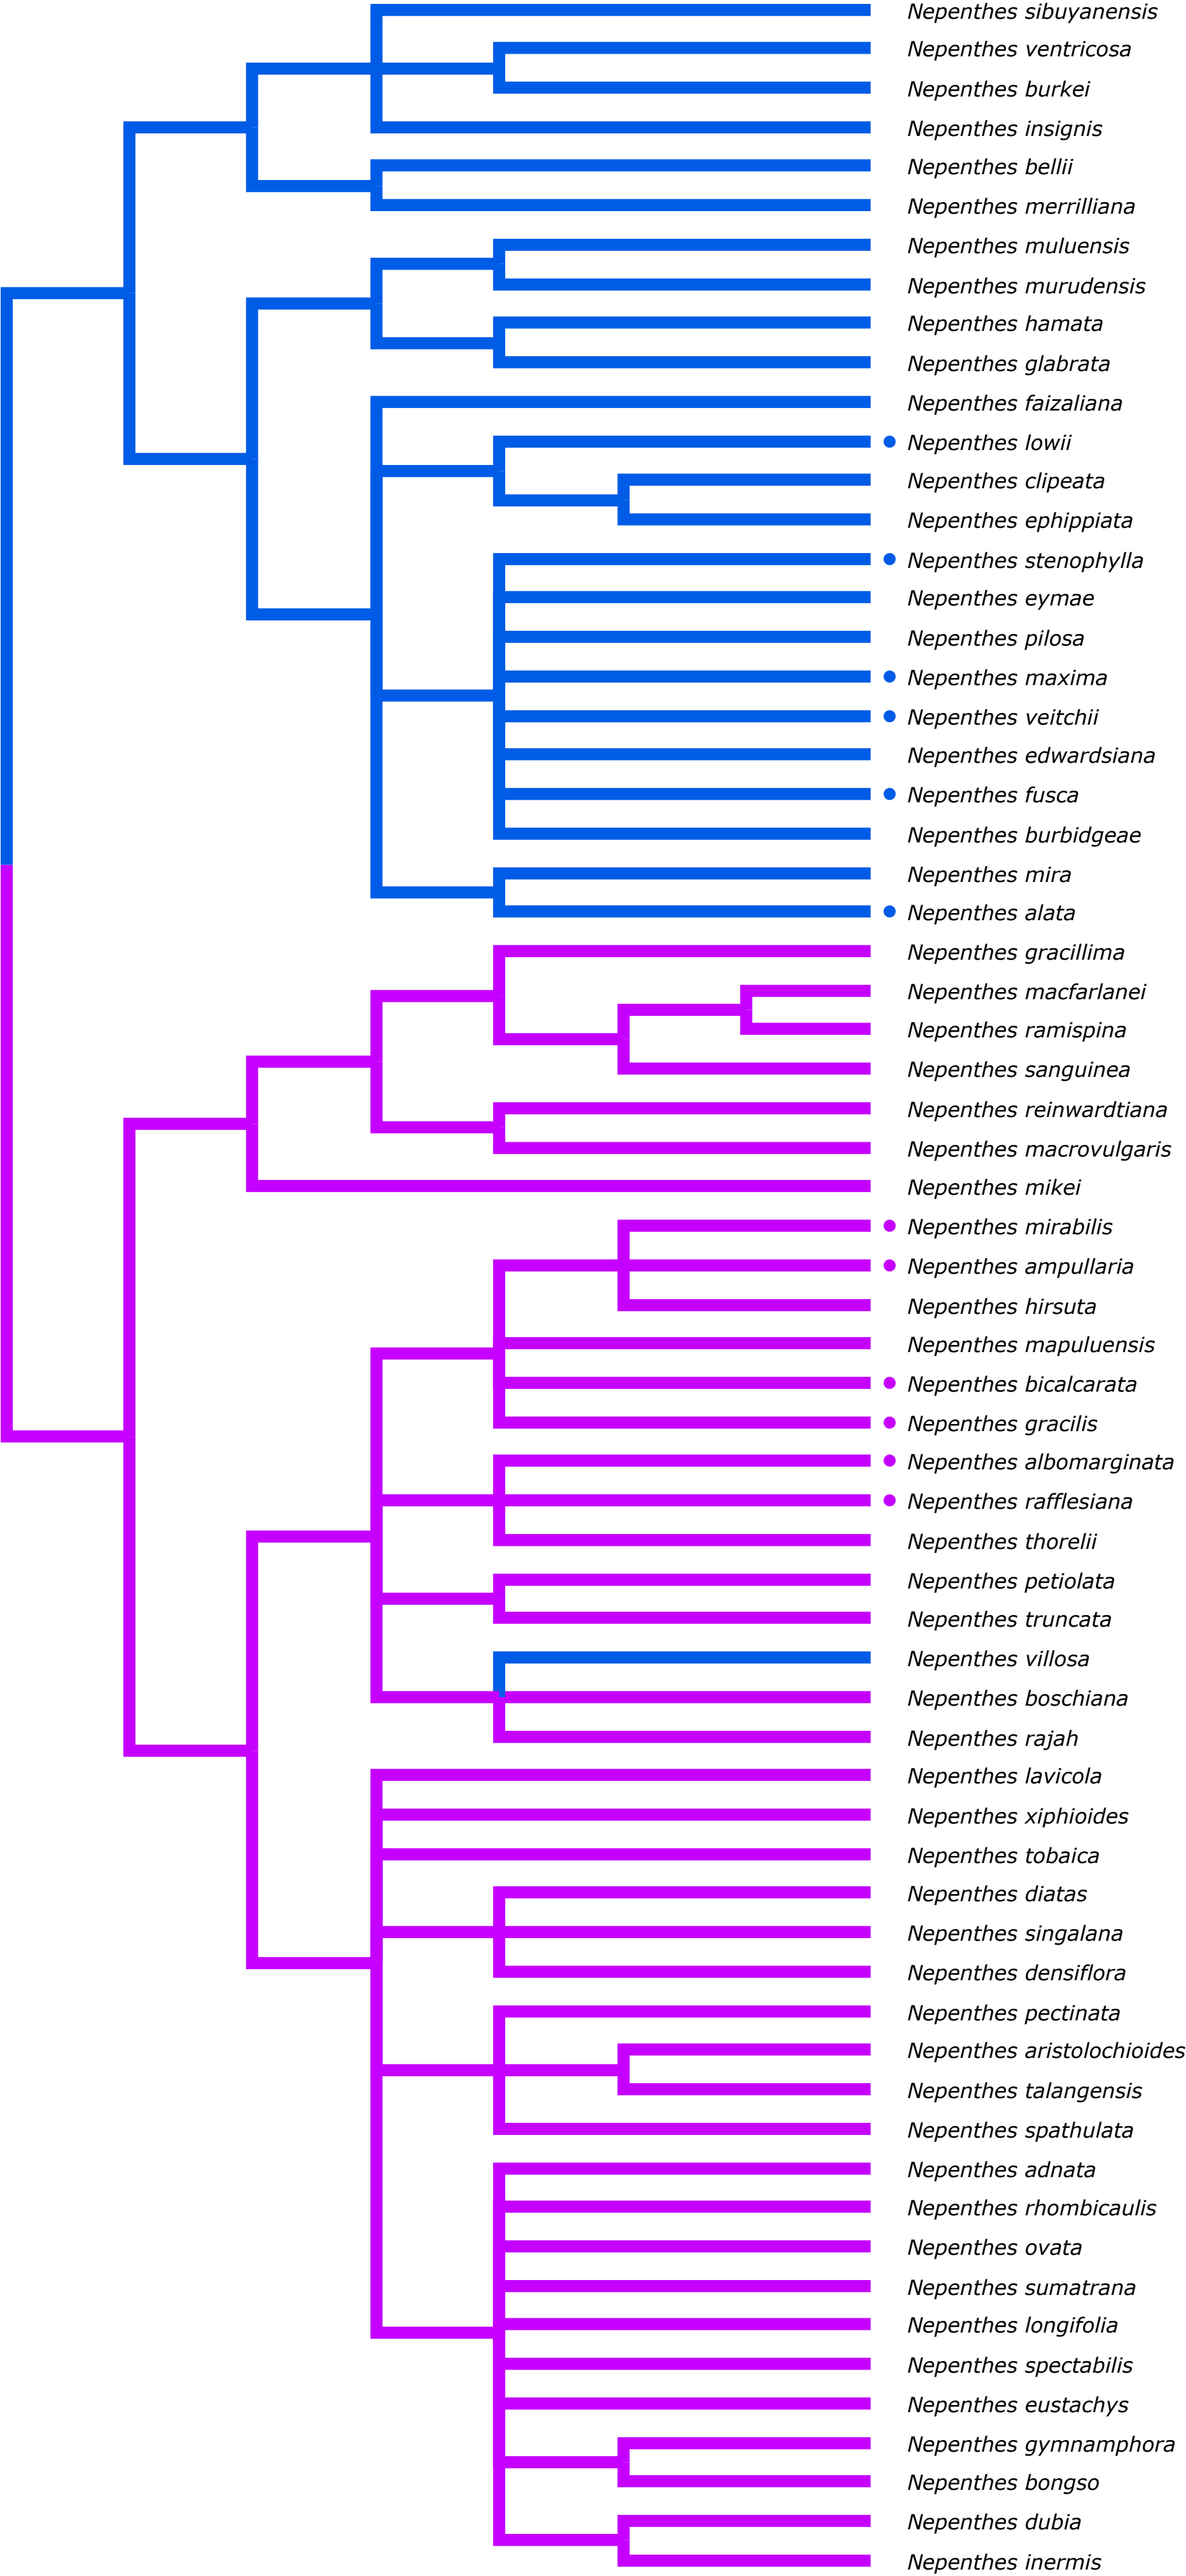 Nepenthes sibuyanensis
Nepenthes ventricosa
Nepenthes burkei
Nepenthes insignis
Nepenthes bellii
Nepenthes merrilliana
Nepenthes muluensis
Nepenthes murudensis
Nepenthes hamata
Nepenthes glabrata
Nepenthes faizaliana
Nepenthes lowii
Nepenthes clipeata
Nepenthes ephippiata
Nepenthes stenophylla
Nepenthes eymae
Nepenthes pilosa
Nepenthes maxima
Nepenthes veitchii
Nepenthes edwardsiana
Nepenthes fusca
Nepenthes burbidgeae
Nepenthes mira
Nepenthes alata
Nepenthes gracillima
Nepenthes macfarlanei
Nepenthes ramispina
Nepenthes sanguinea
Nepenthes reinwardtiana
Nepenthes macrovulgaris
Nepenthes mikei
Nepenthes mirabilis
Nepenthes ampullaria
Nepenthes hirsuta
Nepenthes mapuluensis
Nepenthes bicalcarata
Nepenthes gracilis
Nepenthes albomarginata
Nepenthes rafflesiana
Nepenthes thorelii
Nepenthes petiolata
Nepenthes truncata
Nepenthes villosa
Nepenthes boschiana
Nepenthes rajah
Nepenthes lavicola
Nepenthes xiphioides
Nepenthes tobaica
Nepenthes diatas
Nepenthes singalana
Nepenthes densiflora
Nepenthes pectinata
Nepenthes aristolochioides
Nepenthes talangensis
Nepenthes spathulata
Nepenthes adnata
Nepenthes rhombicaulis
Nepenthes ovata
Nepenthes sumatrana
Nepenthes longifolia
Nepenthes spectabilis
Nepenthes eustachys
Nepenthes gymnamphora
Nepenthes bongso
Nepenthes dubia
Nepenthes inermis